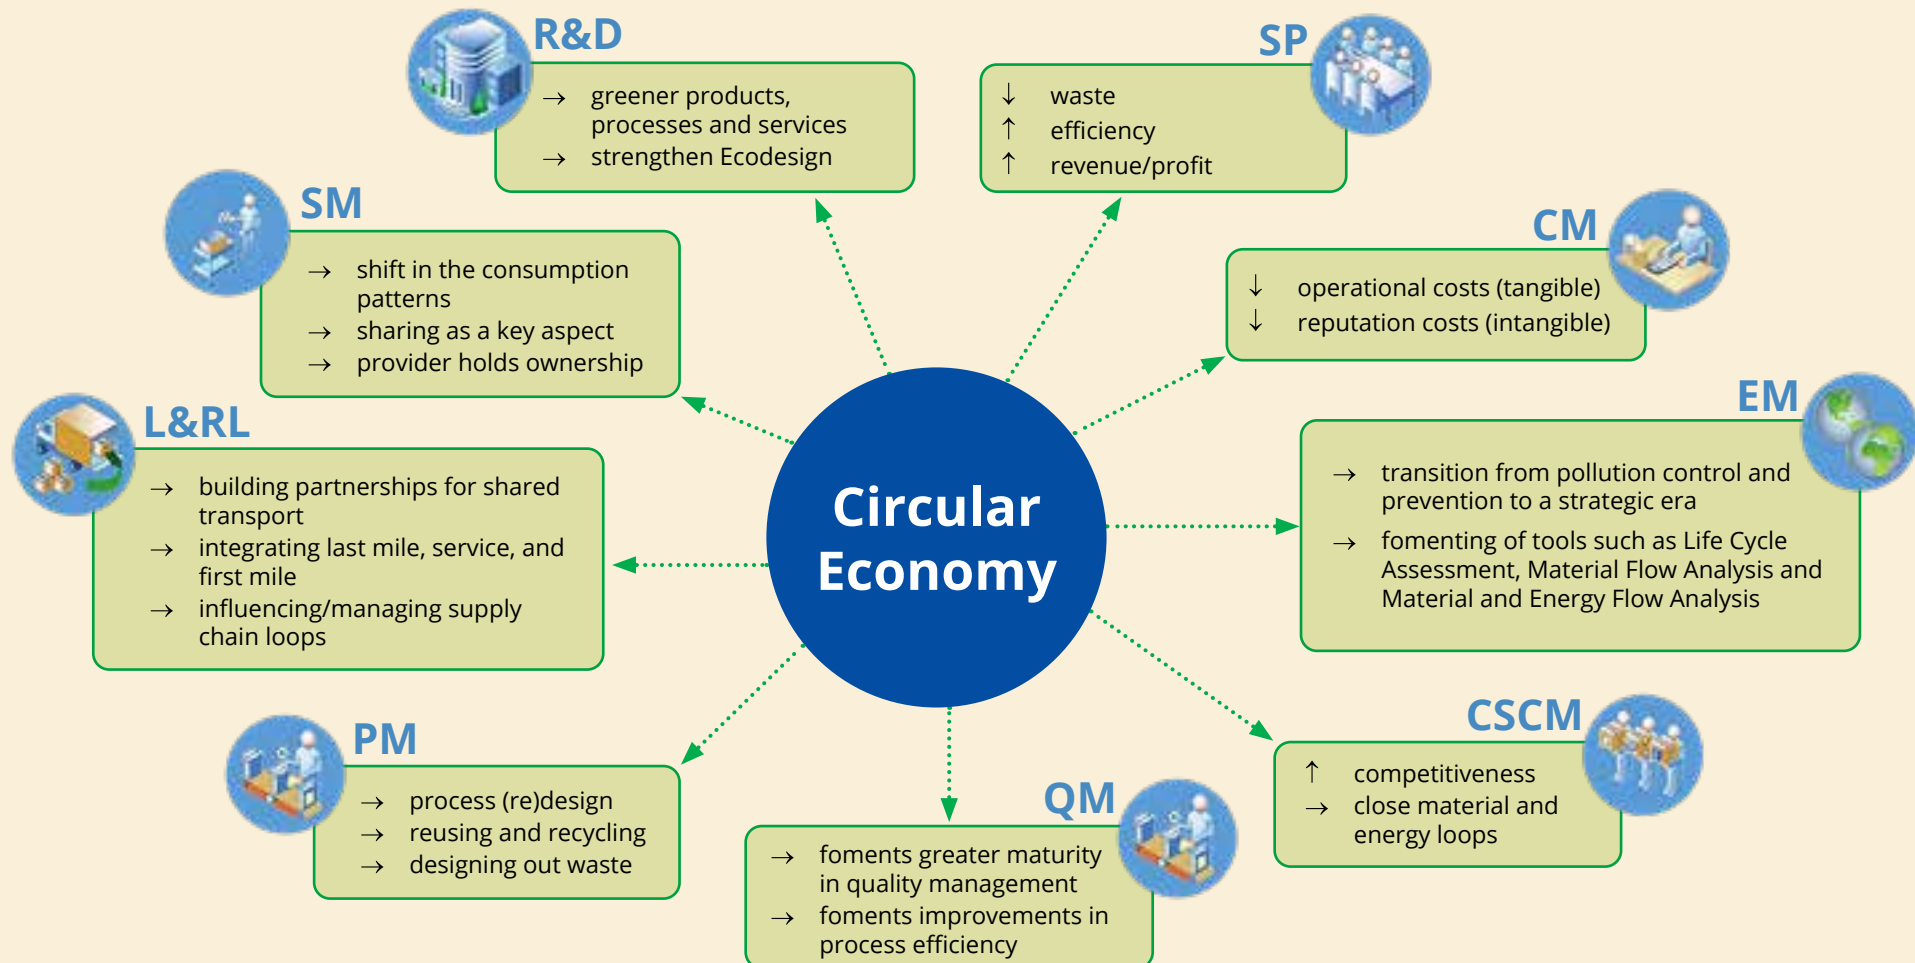 R&D
→ greener products,
processes and services
→ strengthen Ecodesign
SP
↓ waste
↑ efficiency
↑ revenue/profit
SM
→ shift in the consumption
patterns
→ sharing as a key aspect
→ provider holds ownership
CM
↓ operational costs (tangible)
↓ reputation costs (intangible)
L&RL
→ building partnerships for shared
transport
→ integrating last mile, service, and
first mile
→ influencing/managing supply
chain loops
Circular
Economy
EM
→ transition from pollution control and
prevention to a strategic era
→ fomenting of tools such as Life Cycle
Assessment, Material Flow Analysis and
Material and Energy Flow Analysis
PM
→ process (re)design
→ reusing and recycling
→ designing out waste
QM
→ foments greater maturity
in quality management
→ foments improvements in
process efficiency
CSCM
↑ competitiveness
→ close material and
energy loops